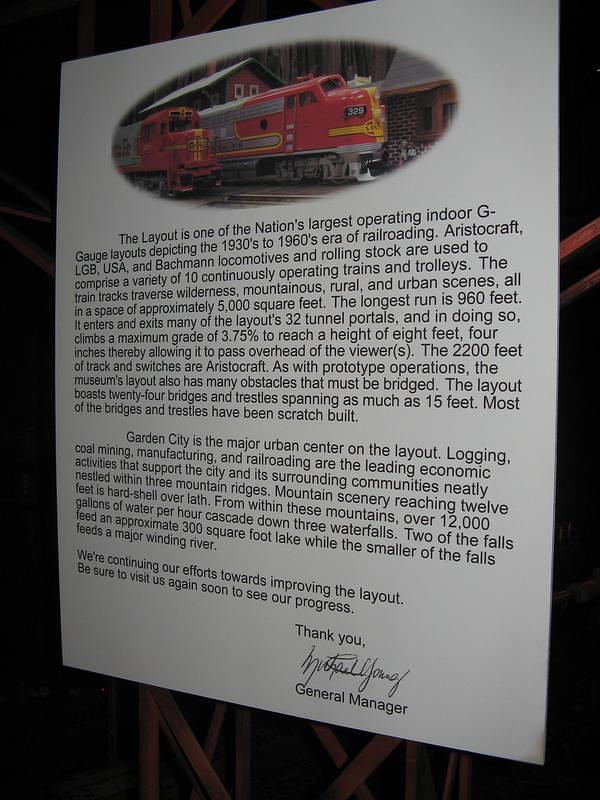 329
The Layout is one of the Nation's largest operating indoor G-
Gauge layouts depicting the 1930's to 1960's era of railroading. Aristocraft,
LGB, USA, and Bachmann locomotives and rolling stock are used to
comprise a variety of 10 continuously operating trains and trolleys. The
train tracks traverse wilderness, mountainous, rural, and urban scenes, all
in a space of approximately 5,000 square feet. The longest run is 960 feet.
It enters and exits many of the layout's 32 tunnel portals, and in doing so,
climbs a maximum grade of 3.75% to reach a height of eight feet, four
inches thereby allowing it to pass overhead of the viewer(s). The 2200 feet
of track and switches are Aristocraft. As with prototype operations, the
museum's layout also has many obstacles that must be bridged. The layout
boasts twenty-four bridges and trestles spanning as much as 15 feet. Most
of the bridges and trestles have been scratch built.
Garden City is the major urban center on the layout. Logging,
coal mining, manufacturing, and railroading are the leading economic
activities that support the city and its surrounding communities neatly
nestled within three mountain ridges. Mountain scenery reaching twelve
feet is hard-shell over lath. From within these mountains, over 12,000
gallons of water per hour cascade down three waterfalls. Two of the falls
feed an approximate 300 square foot lake while the smaller of the falls
feeds a major winding river.
We're continuing our efforts towards improving the layout.
Be sure to visit us again soon to see our progress.
Thank you,
General Manager